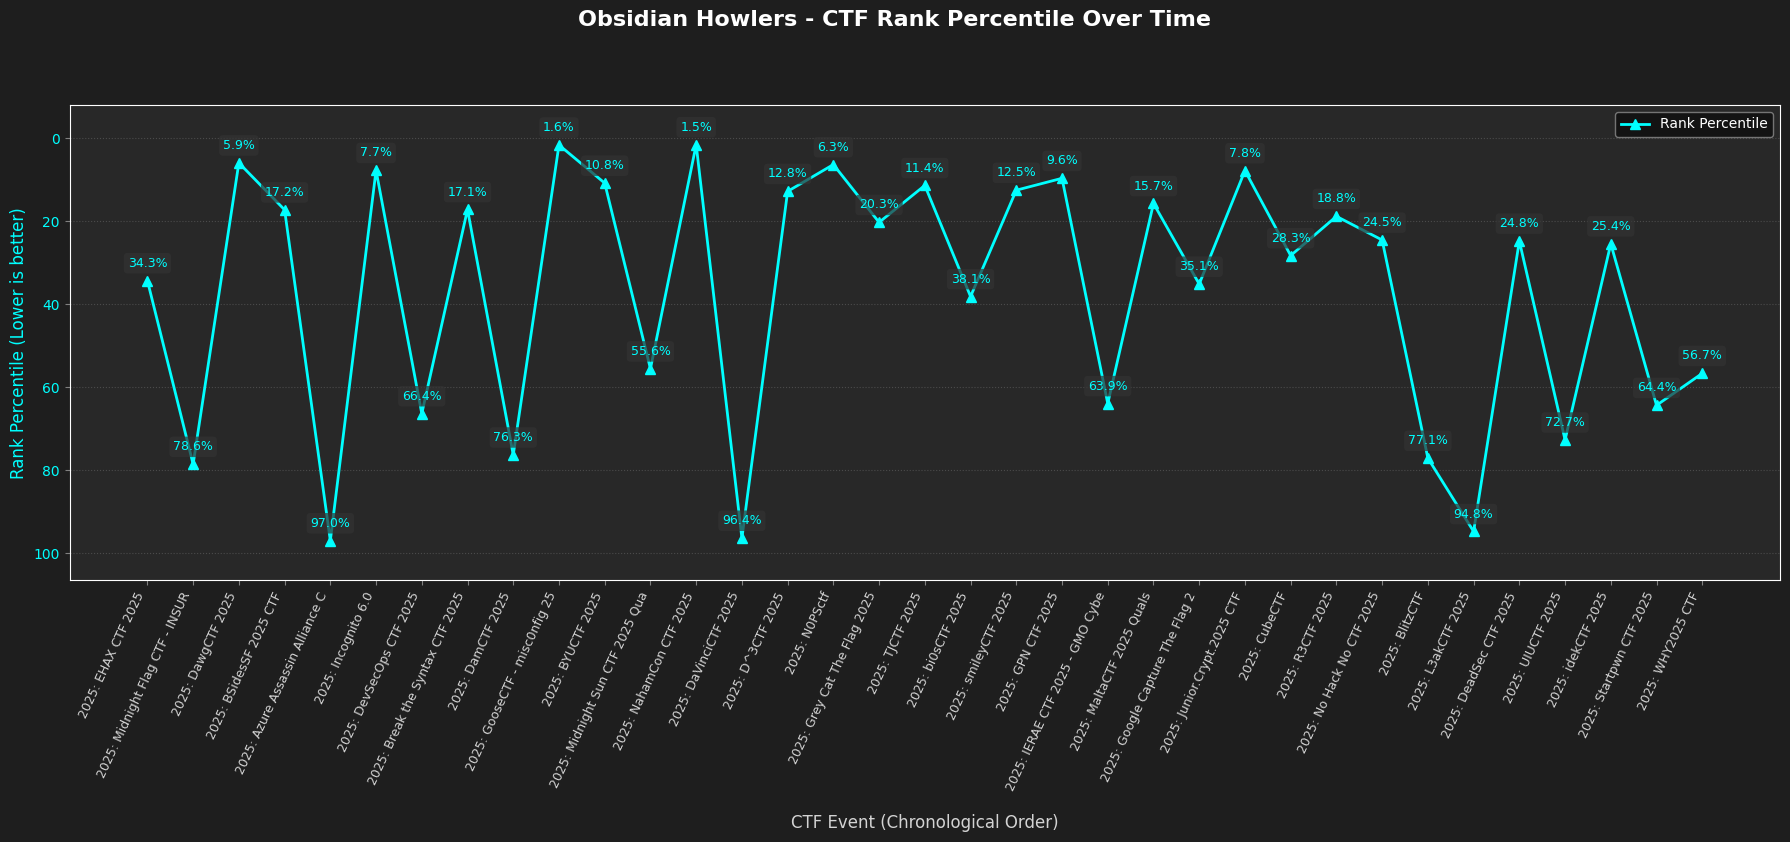 Obsidian Howlers - CTF Rank Percentile Over Time
Rank Percentile
Rank Percentile (Lower is better)
0
20
40
60
80
100
34.3%
78.6%
5.9%
17.2%
97.0%
7.7%
66.4%
17.1%
76.3%
1.6%
10.8%
55.6%
1.5%
96.4%
12.8%
6.3%
20.3%
11.4%
38.1%
12.5%
9.6%
63.9%
15.7%
35.1%
7.8%
28.3%
18.8%
24.5%
77.1%
94.8%
24.8%
72.7%
25.4%
64.4%
56.7%
2025: EHAX CTF 2025
2025: Midnight Flag CTF - INSUR
2025: DawgCTF 2025
2025: BSidesSF 2025 CTF
2025: Azure Assassin Alliance C
2025: Incognito 6.0
2025: DevSecOps CTF 2025
2025: Break the Syntax CTF 2025
2025: DamCTF 2025
2025: GooseCTF - misc0nfig 25
2025: BYUCTF 2025
2025: Midnight Sun CTF 2025 Qua
2025: NahamCon CTF 2025
2025: DaVinciCTF 2025
2025: D^3CTF 2025
2025: N0PSctf
2025: Grey Cat The Flag 2025
2025: TJCTF 2025
2025: bi0sCTF 2025
2025: smileyCTF 2025
2025: GPN CTF 2025
2025: IERAE CTF 2025 - GMO Cybe
2025: MaltaCTF 2025 Quals
2025: Google Capture The Flag 2
2025: Junior.Crypt.2025 CTF
2025: CubeCTF
2025: R3CTF 2025
2025: No Hack No CTF 2025
2025: BlitzCTF
2025: L3akCTF 2025
2025: DeadSec CTF 2025
2025: UIUCTF 2025
2025: idekCTF 2025
2025: Startpwn CTF 2025
2025: WHY2025 CTF
CTF Event (Chronological Order)